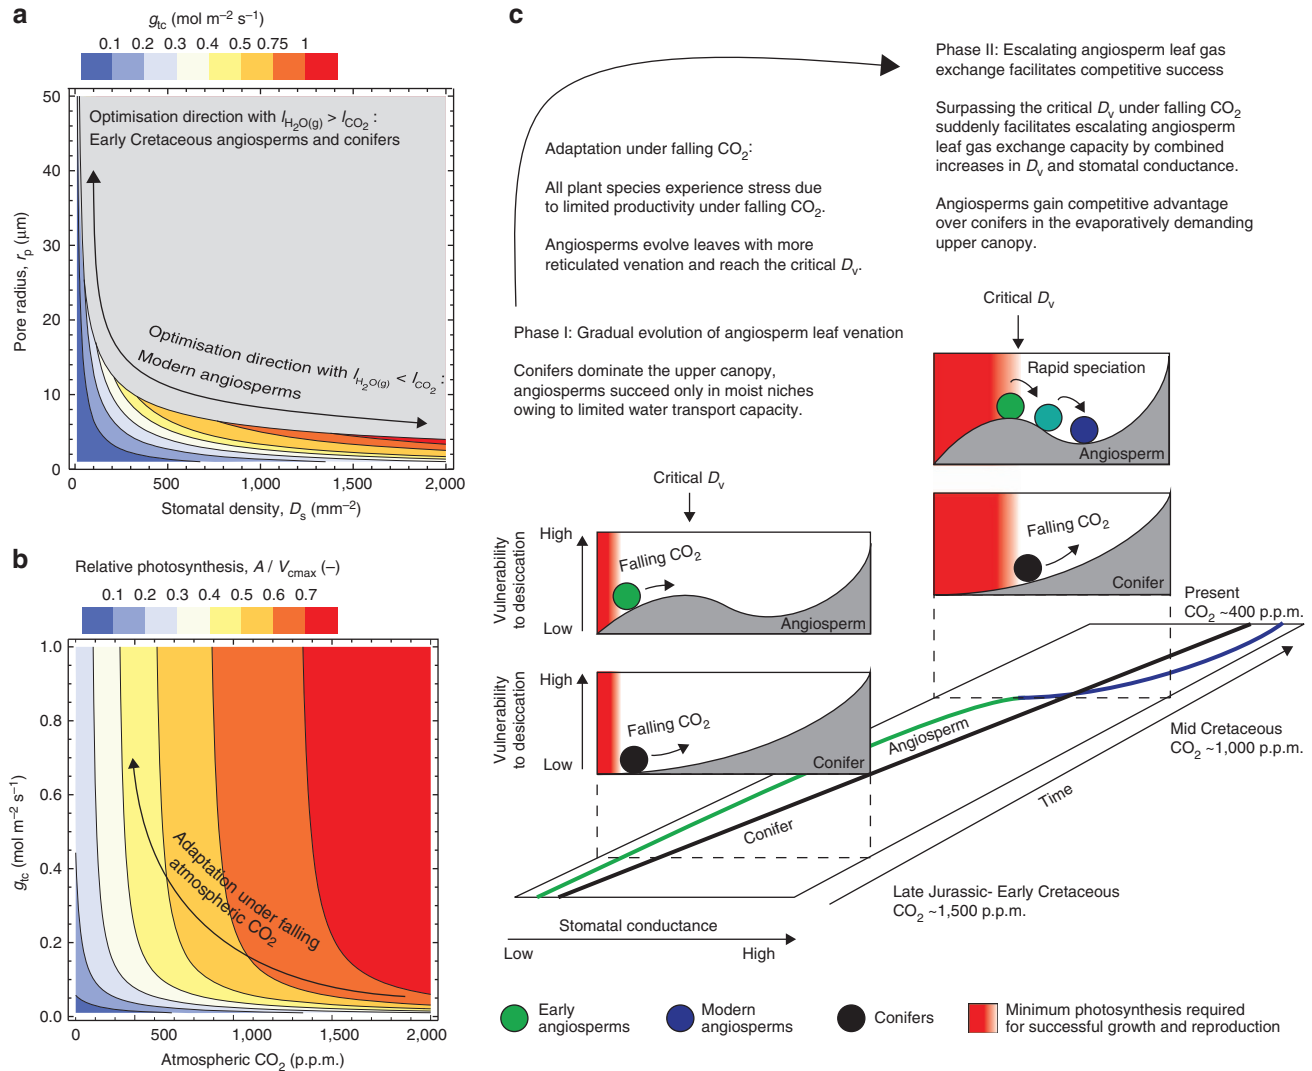 a
g_tc (mol m⁻² s⁻¹)
0.1 0.2 0.3 0.4 0.5 0.75 1
50
40
30
20
10
0
Pore radius, r_p (μm)
Optimisation direction with l_H₂O(g) > l_CO₂ :
Early Cretaceous angiosperms and conifers
Optimisation direction with l_H₂O(g) < l_CO₂ :
Modern angiosperms
0 500 1,000 1,500 2,000
Stomatal density, D_s (mm⁻²)
b
Relative photosynthesis, A / V_cmax (–)
0.1 0.2 0.3 0.4 0.5 0.6 0.7
1.0
0.8
0.6
0.4
0.2
0.0
g_tc (mol m⁻² s⁻¹)
Adaptation under falling
atmospheric CO₂
0 500 1,000 1,500 2,000
Atmospheric CO₂ (p.p.m.)
c
Phase II: Escalating angiosperm leaf gas
exchange facilitates competitive success
Surpassing the critical D_v under falling CO₂
suddenly facilitates escalating angiosperm
leaf gas exchange capacity by combined
increases in D_v and stomatal conductance.
Angiosperms gain competitive advantage
over conifers in the evaporatively demanding
upper canopy.
Adaptation under falling CO₂:
All plant species experience stress due
to limited productivity under falling CO₂.
Angiosperms evolve leaves with more
reticulated venation and reach the critical D_v.
Phase I: Gradual evolution of angiosperm leaf venation
Conifers dominate the upper canopy,
angiosperms succeed only in moist niches
owing to limited water transport capacity.
Critical D_v
Rapid speciation
Angiosperm
Falling CO₂
Conifer
Critical D_v
Vulnerability
to desiccation
High
Low
Falling CO₂
Angiosperm
Vulnerability
to desiccation
High
Low
Falling CO₂
Conifer
Present
CO₂ ~400 p.p.m.
Mid Cretaceous
CO₂ ~1,000 p.p.m.
Angiosperm
Conifer
Time
Late Jurassic- Early Cretaceous
CO₂ ~1,500 p.p.m.
Stomatal conductance
Low High
Early
angiosperms
Modern
angiosperms
Conifers
Minimum photosynthesis required
for successful growth and reproduction